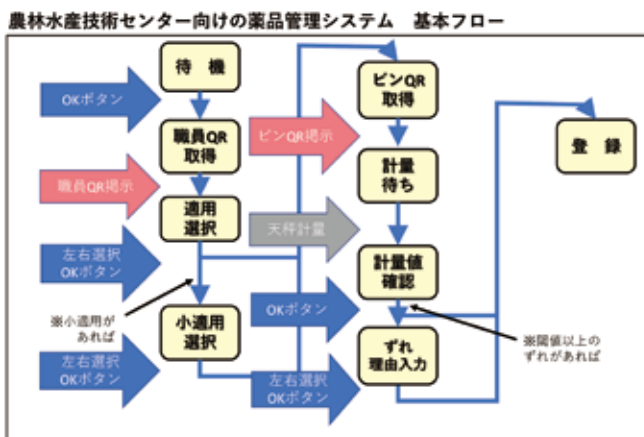 農林水産技術センター向けの薬品管理システム　基本フロー
待　機
OKボタン
職員QR
取得
職員QR掲示
適用
選択
左右選択
OKボタン
※小適用が
あれば
小適用
選択
左右選択
OKボタン
ビンQR
取得
ビンQR掲示
計量
待ち
天秤計量
計量値
確認
OKボタン
※閾値以上の
ずれがあれば
ずれ
理由入力
左右選択
OKボタン
登　録